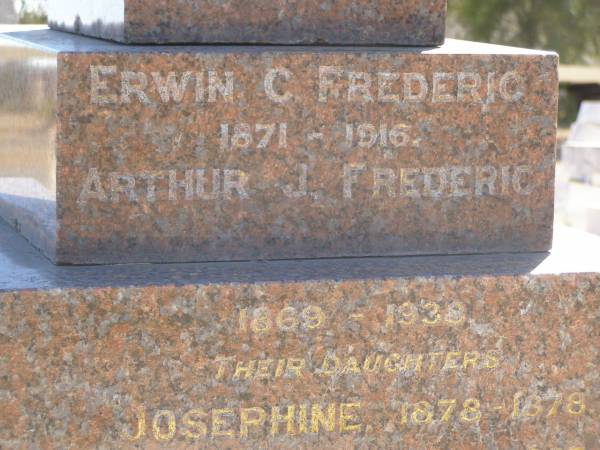 ERWIN C. FREDERIC
1871 - 1916.
ARTHUR J. FREDERIC
1869 - 1938
THEIR DAUGHTERS
JOSEPHINE, 1878-1878